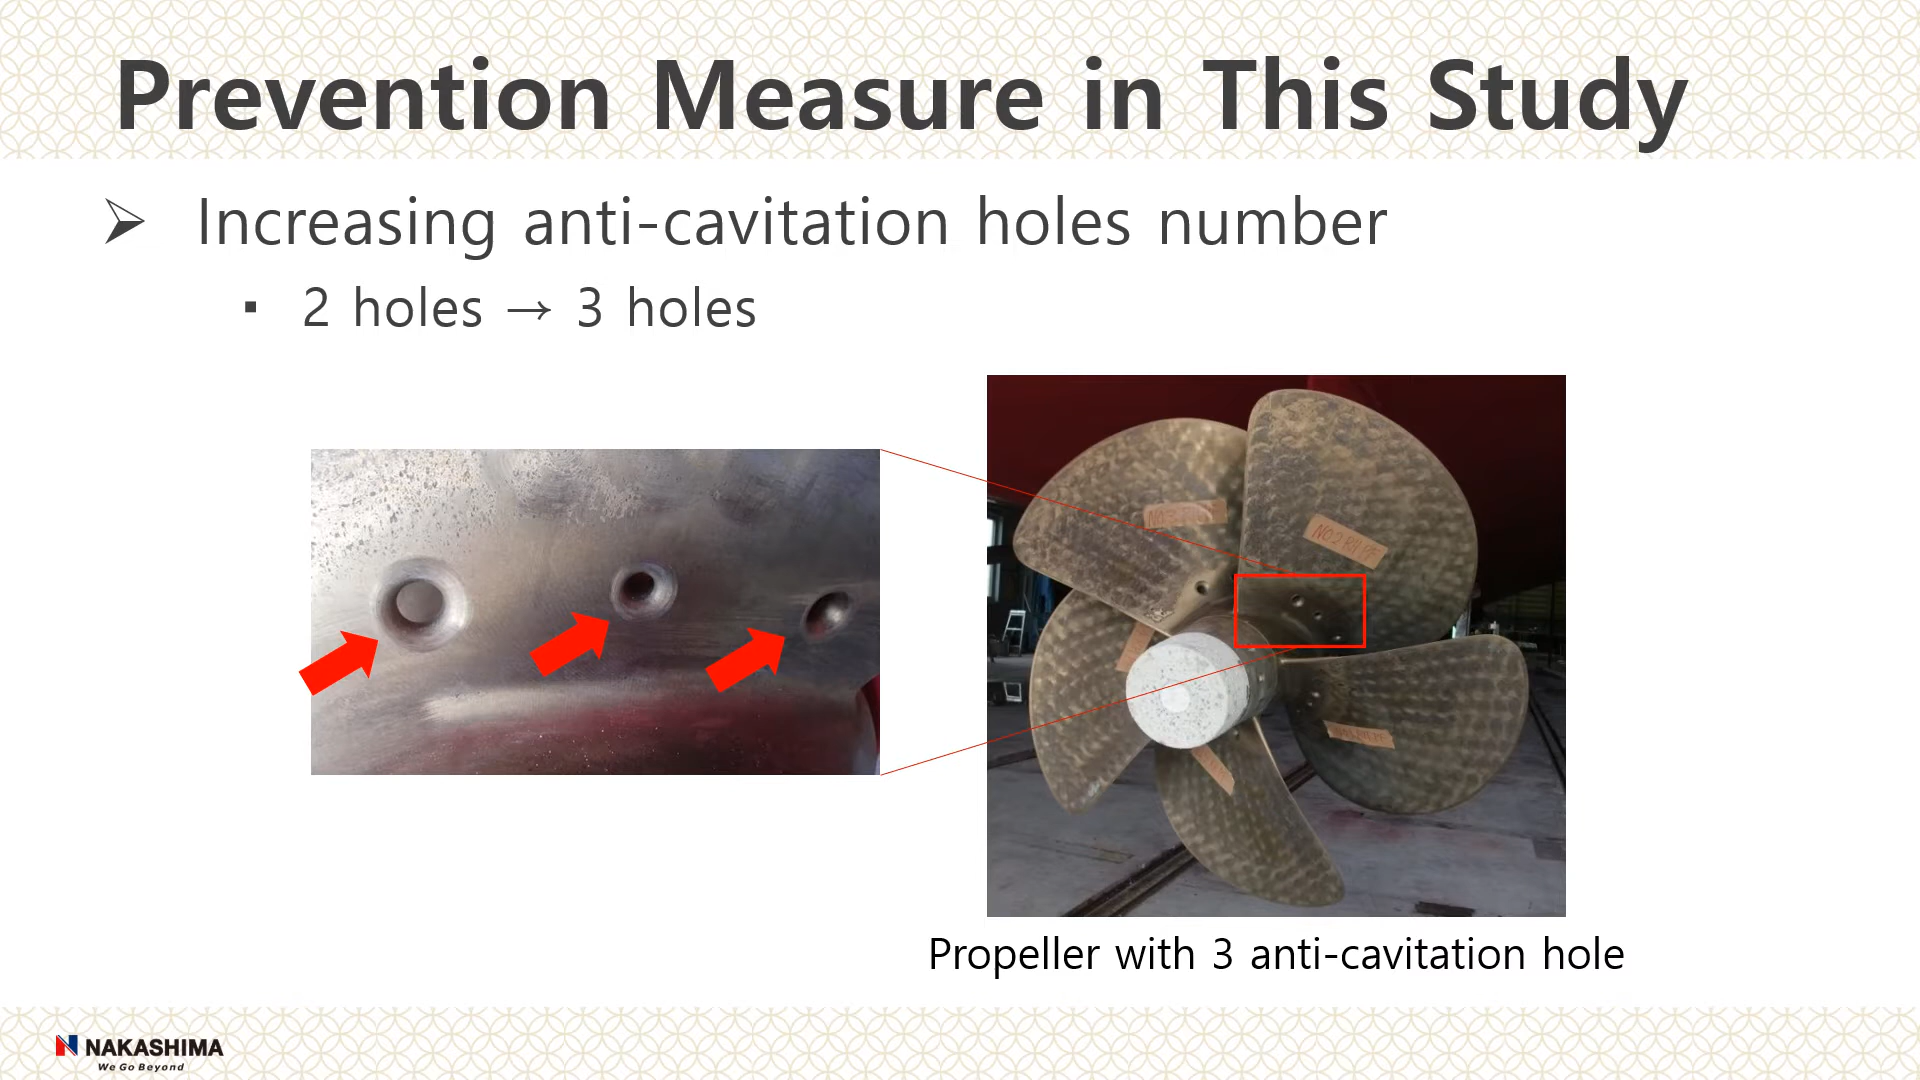 Prevention Measure in This Study
Increasing anti-cavitation holes number
2 holes → 3 holes
Propeller with 3 anti-cavitation hole
NAKASHIMA
We Go Beyond